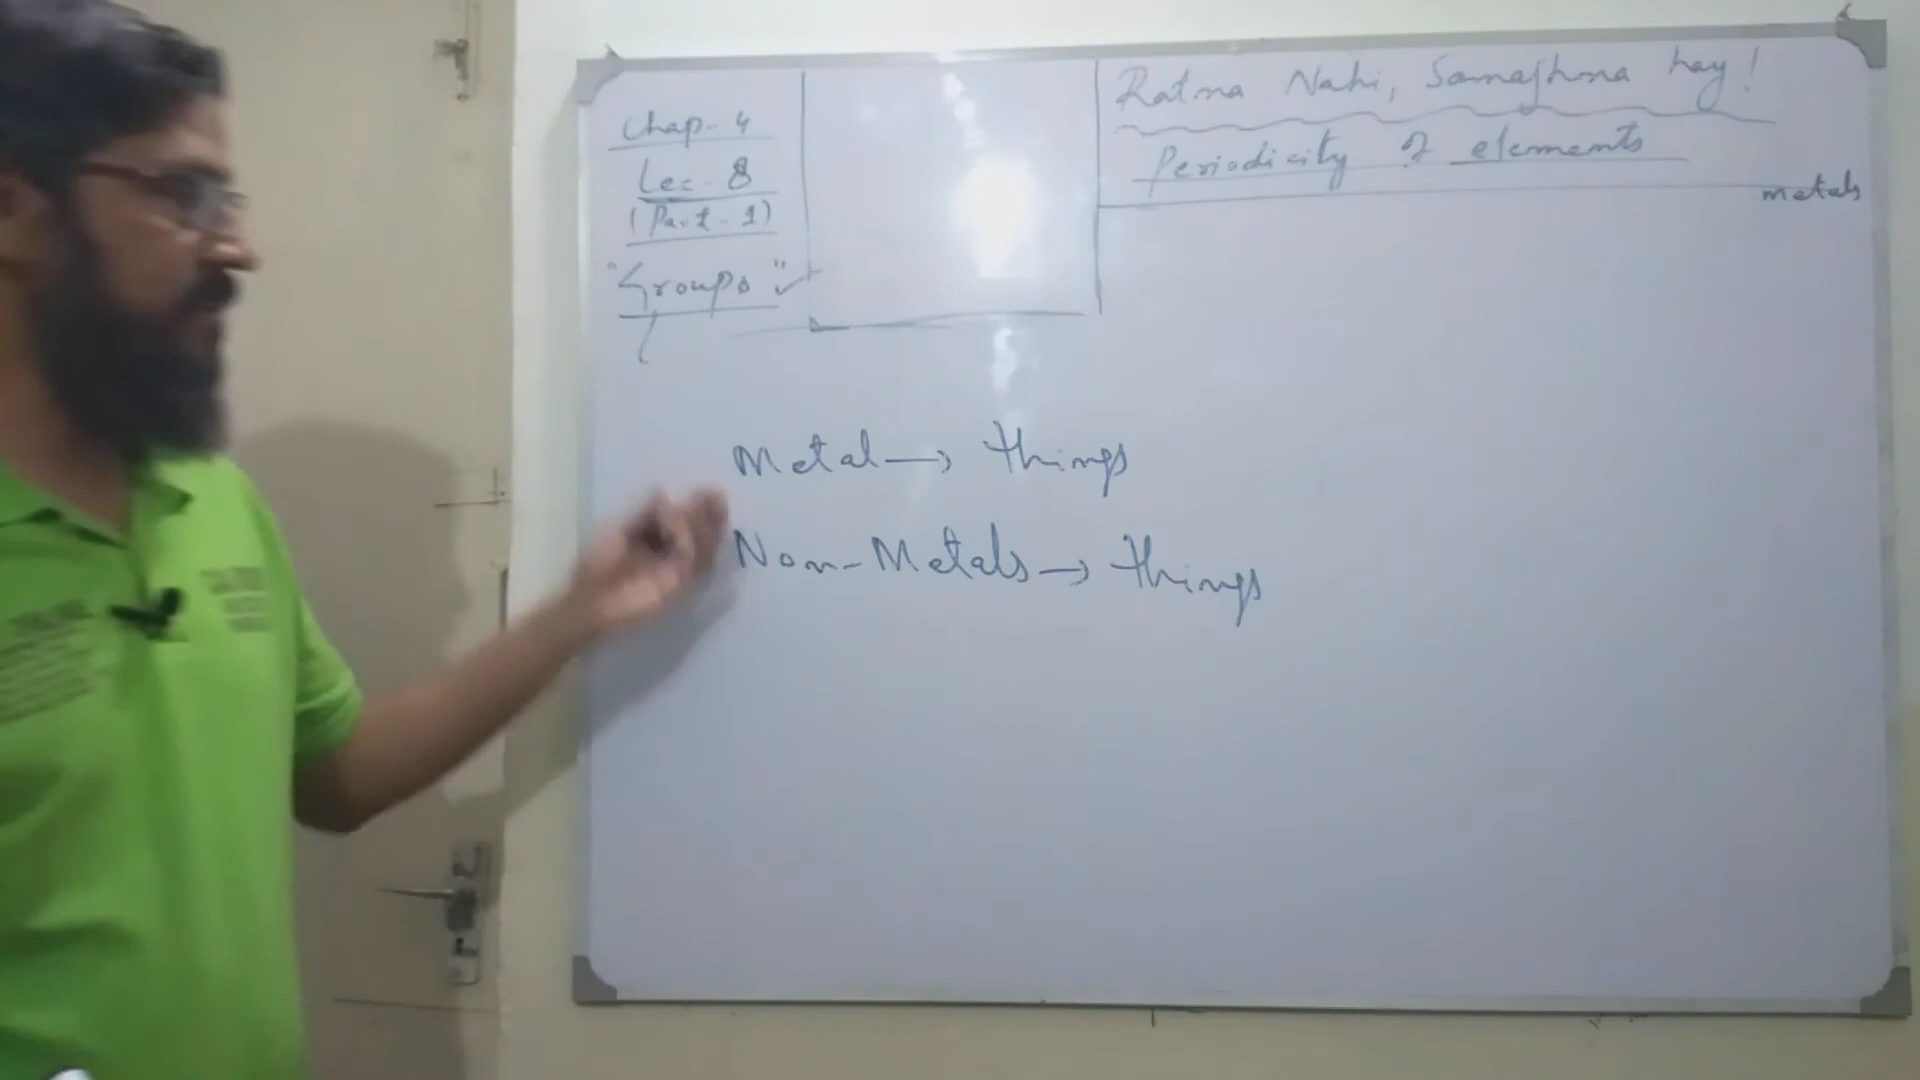 Chap- 4
Lec- 8
(Part-1)
"Groups"
Ratna Nahi, Samajhna hay!
Periodicity of elements
metals
Metal → things
Non-Metals → things